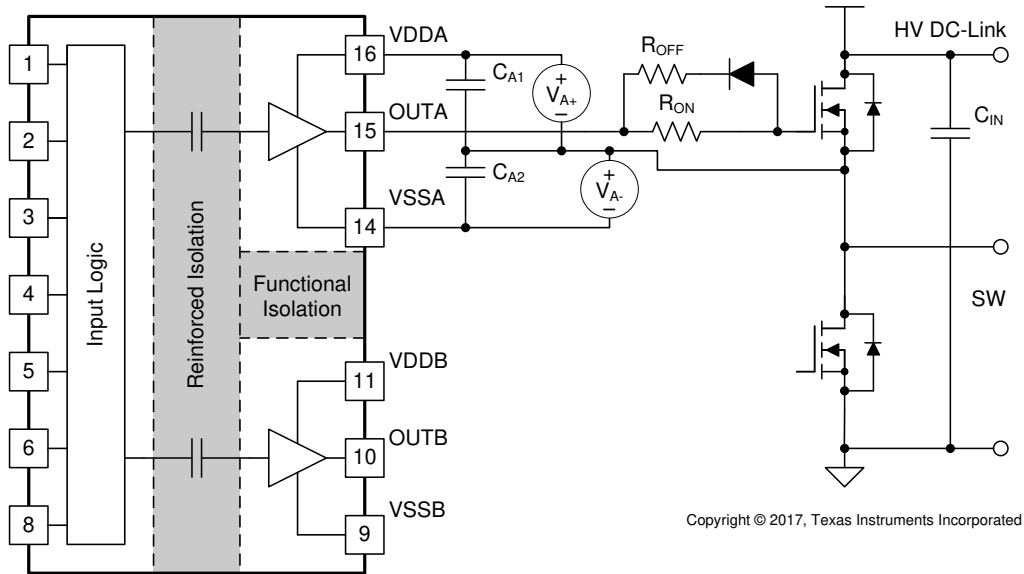 1
2
3
4
5
6
8
Input Logic
Reinforced Isolation
Functional
Isolation
16
15
14
11
10
9
VDDA
OUTA
VSSA
VDDB
OUTB
VSSB
CA1
CA2
+
VA+
–
+
VA-
–
ROFF
RON
HV DC-Link
CIN
SW
Copyright © 2017, Texas Instruments Incorporated